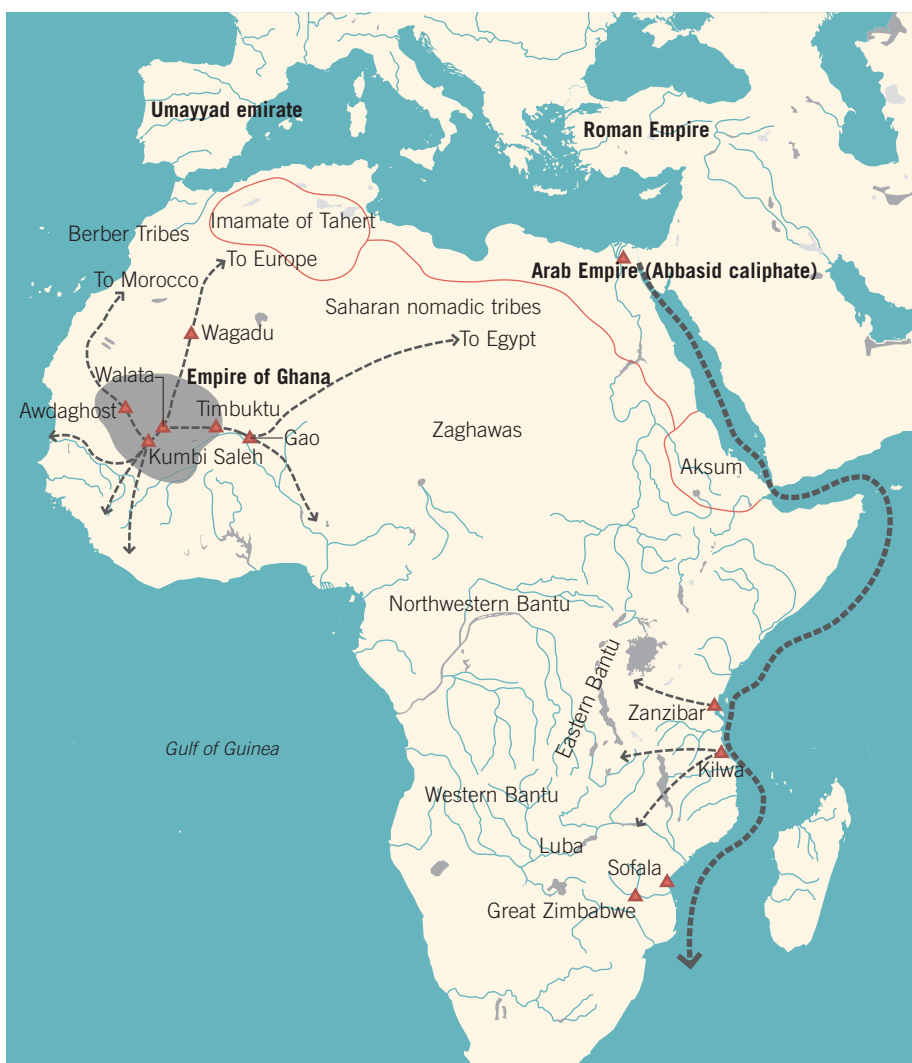 Umayyad emirate
Roman Empire
Imamate of Tahert
Berber Tribes
To Europe
Arab Empire (Abbasid caliphate)
To Morocco
Saharan nomadic tribes
Wagadu
To Egypt
Walata
Empire of Ghana
Awdaghost
Timbuktu
Zaghawas
Gao
Kumbi Saleh
Aksum
Northwestern Bantu
Eastern Bantu
Zanzibar
Gulf of Guinea
Kilwa
Western Bantu
Luba
Sofala
Great Zimbabwe